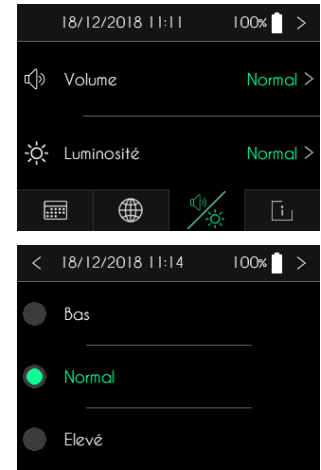 18/12/2018 11:11 100% >
Volume Normal >
Luminosité Normal >
< 18/12/2018 11:14 100% >
Bas
Normal
Elevé